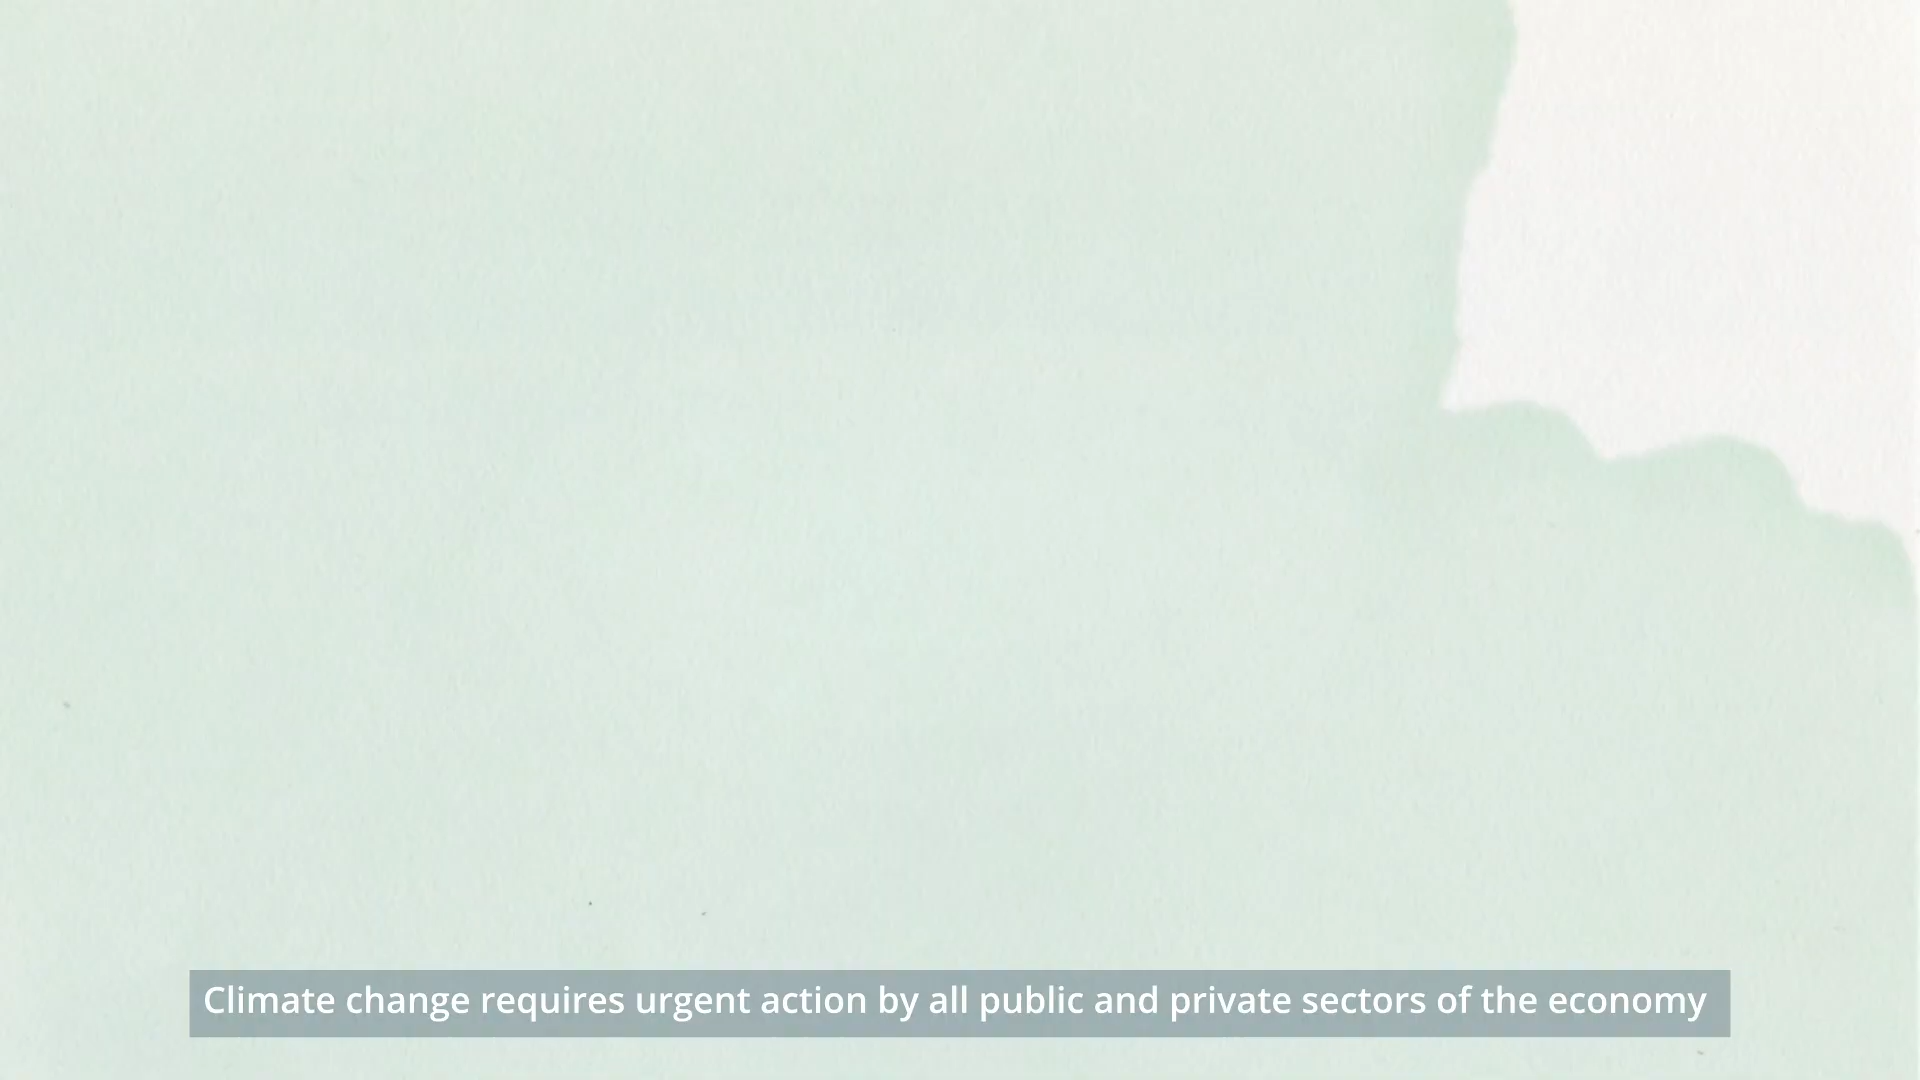 Climate change requires urgent action by all public and private sectors of the economy